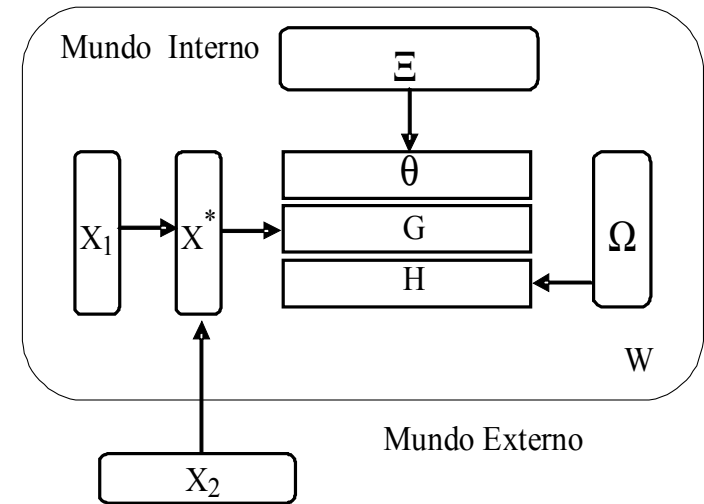 Mundo Interno
Ξ
θ
X₁
X*
G
Ω
H
W
Mundo Externo
X₂